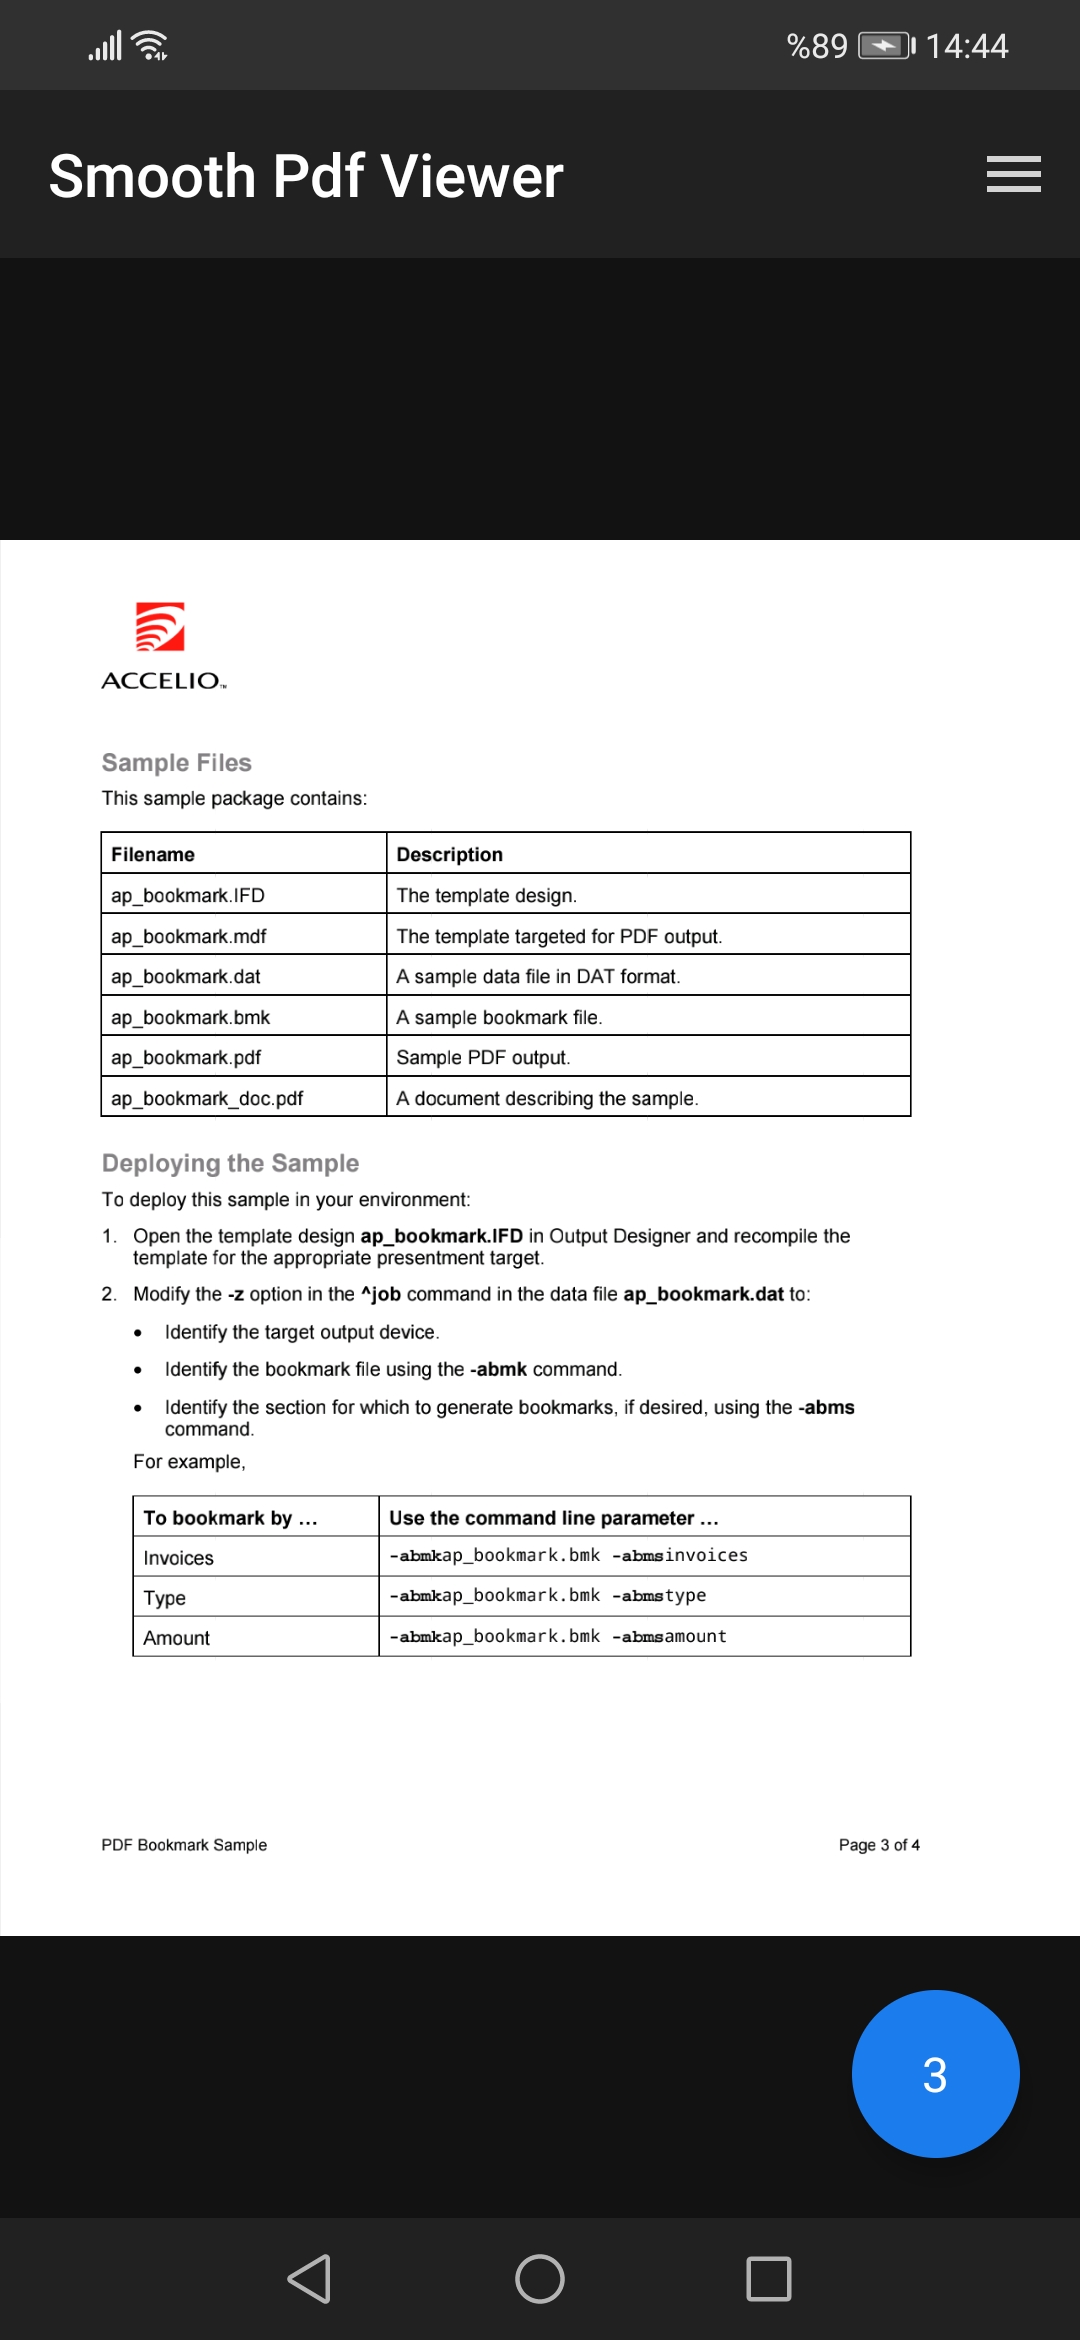 %89 14:44
Smooth Pdf Viewer
ACCELIO™
Sample Files
This sample package contains:
Filename Description
ap_bookmark.IFD The template design.
ap_bookmark.mdf The template targeted for PDF output.
ap_bookmark.dat A sample data file in DAT format.
ap_bookmark.bmk A sample bookmark file.
ap_bookmark.pdf Sample PDF output.
ap_bookmark_doc.pdf A document describing the sample.
Deploying the Sample
To deploy this sample in your environment:
1. Open the template design ap_bookmark.IFD in Output Designer and recompile the
template for the appropriate presentment target.
2. Modify the -z option in the ^job command in the data file ap_bookmark.dat to:
• Identify the target output device.
• Identify the bookmark file using the -abmk command.
• Identify the section for which to generate bookmarks, if desired, using the -abms
command.
For example,
To bookmark by ... Use the command line parameter ...
Invoices -abmkap_bookmark.bmk -abmsinvoices
Type -abmkap_bookmark.bmk -abmstype
Amount -abmkap_bookmark.bmk -abmsamount
PDF Bookmark Sample Page 3 of 4
3